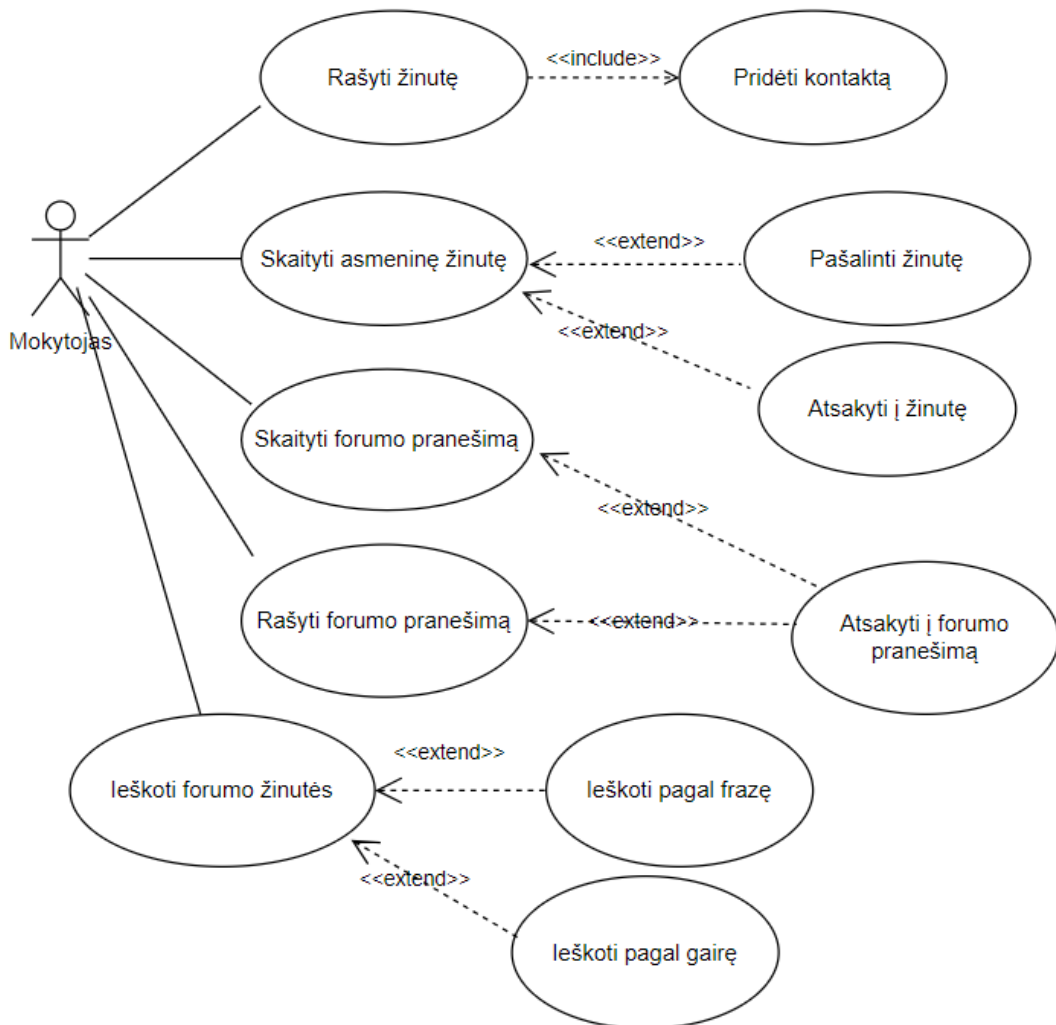 Rašyti žinutę
<<include>>
Pridėti kontaktą
Mokytojas
Skaityti asmeninę žinutę
<<extend>>
Pašalinti žinutę
<<extend>>
Atsakyti į žinutę
Skaityti forumo pranešimą
<<extend>>
Rašyti forumo pranešimą
<<extend>>
Atsakyti į forumo
pranešimą
Ieškoti forumo žinutės
<<extend>>
Ieškoti pagal frazę
<<extend>>
Ieškoti pagal gairę